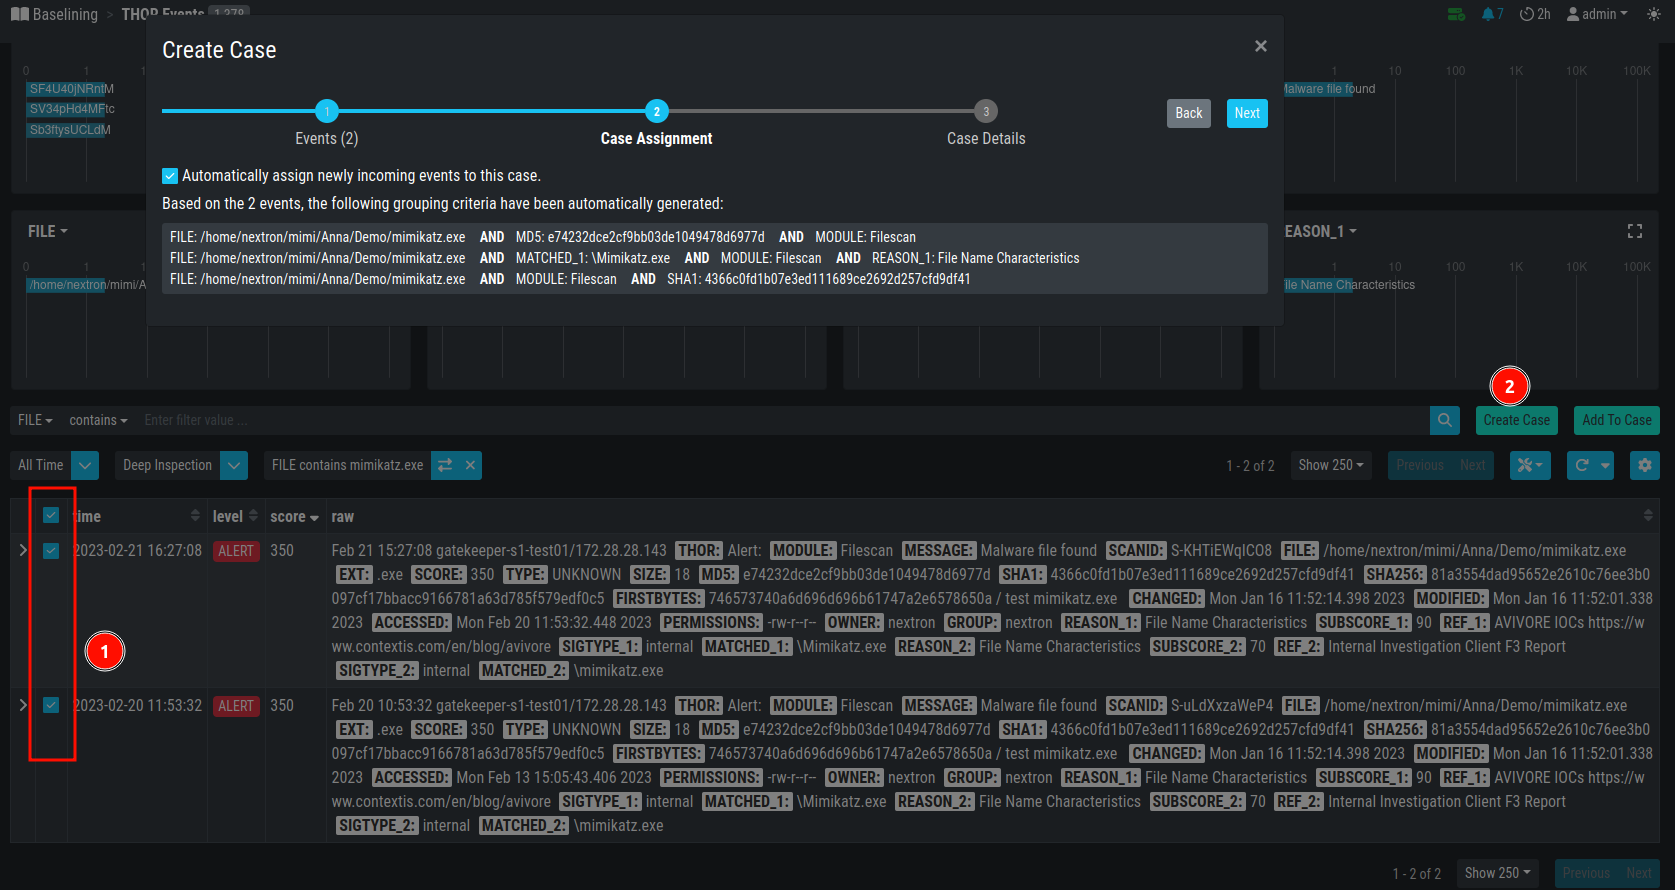 Baselining > THOR Events 1,278
7 2h admin
Create Case ×
1 2 3
Back Next
Events (2) Case Assignment Case Details
Automatically assign newly incoming events to this case.
Based on the 2 events, the following grouping criteria have been automatically generated:
FILE: /home/nextron/mimi/Anna/Demo/mimikatz.exe AND MD5: e74232dce2cf9bb03de1049478d6977d AND MODULE: Filescan
FILE: /home/nextron/mimi/Anna/Demo/mimikatz.exe AND MATCHED_1: \Mimikatz.exe AND MODULE: Filescan AND REASON_1: File Name Characteristics
FILE: /home/nextron/mimi/Anna/Demo/mimikatz.exe AND MODULE: Filescan AND SHA1: 4366c0fd1b07e3ed111689ce2692d257cfd9df41
0 1 1
SF4U40jNRntM
SV34pHd4MFtc
Sb3ftysUCLdM
1 10 100 1K 10K 100K
Malware file found
FILE
0 1 1
/home/nextron/mimi/A
EASON_1
1 10 100 1K 10K 100K
ile Name Characteristics
2
FILE contains Enter filter value ... Create Case Add To Case
All Time Deep Inspection FILE contains mimikatz.exe × 1 - 2 of 2 Show 250 Previous Next
time level score raw
2023-02-21 16:27:08 ALERT 350 Feb 21 15:27:08 gatekeeper-s1-test01/172.28.28.143 THOR: Alert: MODULE: Filescan MESSAGE: Malware file found SCANID: S-KHTiEWqICO8 FILE: /home/nextron/mimi/Anna/Demo/mimikatz.exe
EXT: .exe SCORE: 350 TYPE: UNKNOWN SIZE: 18 MD5: e74232dce2cf9bb03de1049478d6977d SHA1: 4366c0fd1b07e3ed111689ce2692d257cfd9df41 SHA256: 81a3554dad95652e2610c76ee3b0
097cf17bbacc9166781a63d785f579edf0c5 FIRSTBYTES: 746573740a6d696d696b61747a2e6578650a / test mimikatz.exe CHANGED: Mon Jan 16 11:52:14.398 2023 MODIFIED: Mon Jan 16 11:52:01.338
2023 ACCESSED: Mon Feb 20 11:53:32.448 2023 PERMISSIONS: -rw-r--r-- OWNER: nextron GROUP: nextron REASON_1: File Name Characteristics SUBSCORE_1: 90 REF_1: AVIVORE IOCs https://w
ww.contextis.com/en/blog/avivore SIGTYPE_1: internal MATCHED_1: \Mimikatz.exe REASON_2: File Name Characteristics SUBSCORE_2: 70 REF_2: Internal Investigation Client F3 Report
1
SIGTYPE_2: internal MATCHED_2: \mimikatz.exe
2023-02-20 11:53:32 ALERT 350 Feb 20 10:53:32 gatekeeper-s1-test01/172.28.28.143 THOR: Alert: MODULE: Filescan MESSAGE: Malware file found SCANID: S-uLdXxzaWeP4 FILE: /home/nextron/mimi/Anna/Demo/mimikatz.exe
EXT: .exe SCORE: 350 TYPE: UNKNOWN SIZE: 18 MD5: e74232dce2cf9bb03de1049478d6977d SHA1: 4366c0fd1b07e3ed111689ce2692d257cfd9df41 SHA256: 81a3554dad95652e2610c76ee3b0
097cf17bbacc9166781a63d785f579edf0c5 FIRSTBYTES: 746573740a6d696d696b61747a2e6578650a / test mimikatz.exe CHANGED: Mon Jan 16 11:52:14.398 2023 MODIFIED: Mon Jan 16 11:52:01.338
2023 ACCESSED: Mon Feb 13 15:05:43.406 2023 PERMISSIONS: -rw-r--r-- OWNER: nextron GROUP: nextron REASON_1: File Name Characteristics SUBSCORE_1: 90 REF_1: AVIVORE IOCs https://w
ww.contextis.com/en/blog/avivore SIGTYPE_1: internal MATCHED_1: \Mimikatz.exe REASON_2: File Name Characteristics SUBSCORE_2: 70 REF_2: Internal Investigation Client F3 Report
SIGTYPE_2: internal MATCHED_2: \mimikatz.exe
1 - 2 of 2 Show 250 Previous Next